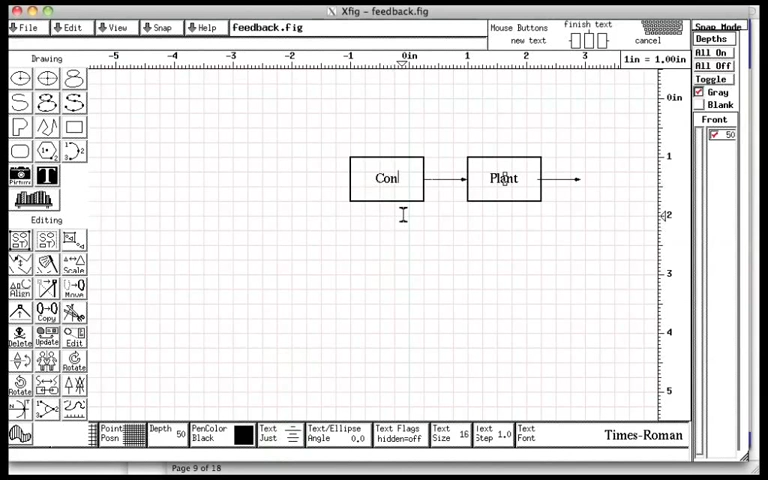 Xfig - feedback.fig
File Edit View Snap Help feedback.fig
Mouse Buttons
new text
finish text
cancel
Snap Mode
Depths
All On
All Off
Toggle
Gray
Blank
Front
50
Drawing
-5 -4 -3 -2 -1 0in 1 2 3
1in = 1.00in
0in
1
2
3
4
5
Con
Plant
Picture
T
Editing
Scale
Align
Move
Copy
Delete
Update
Edit
Rotate
Rotate
Point
Posn
Depth 50
PenColor
Black
Text
Just
Text/Ellipse
Angle 0.0
Text Flags
hidden=off
Text
Size 16
Text
Step 1.0
Text
Font
Times-Roman
Page 9 of 18